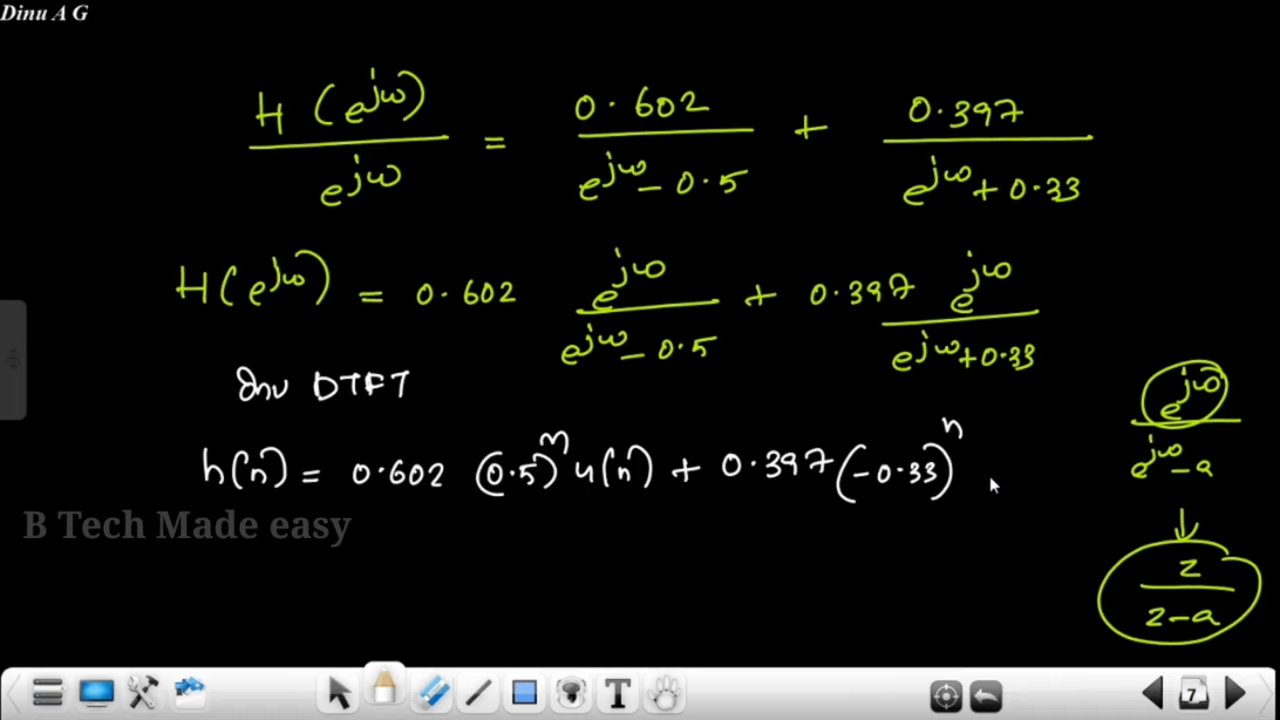 Dinu A G
H (e^jω) / e^jω = 0.602 / (e^jω - 0.5) + 0.397 / (e^jω + 0.33)
H(e^jω) = 0.602 e^jω / (e^jω - 0.5) + 0.397 e^jω / (e^jω + 0.33)
DTFT
h(n) = 0.602 (0.5)^n u(n) + 0.397 (-0.33)^n
e^jω / (e^jω - a)
↓
z / (z - a)
B Tech Made easy
T
7